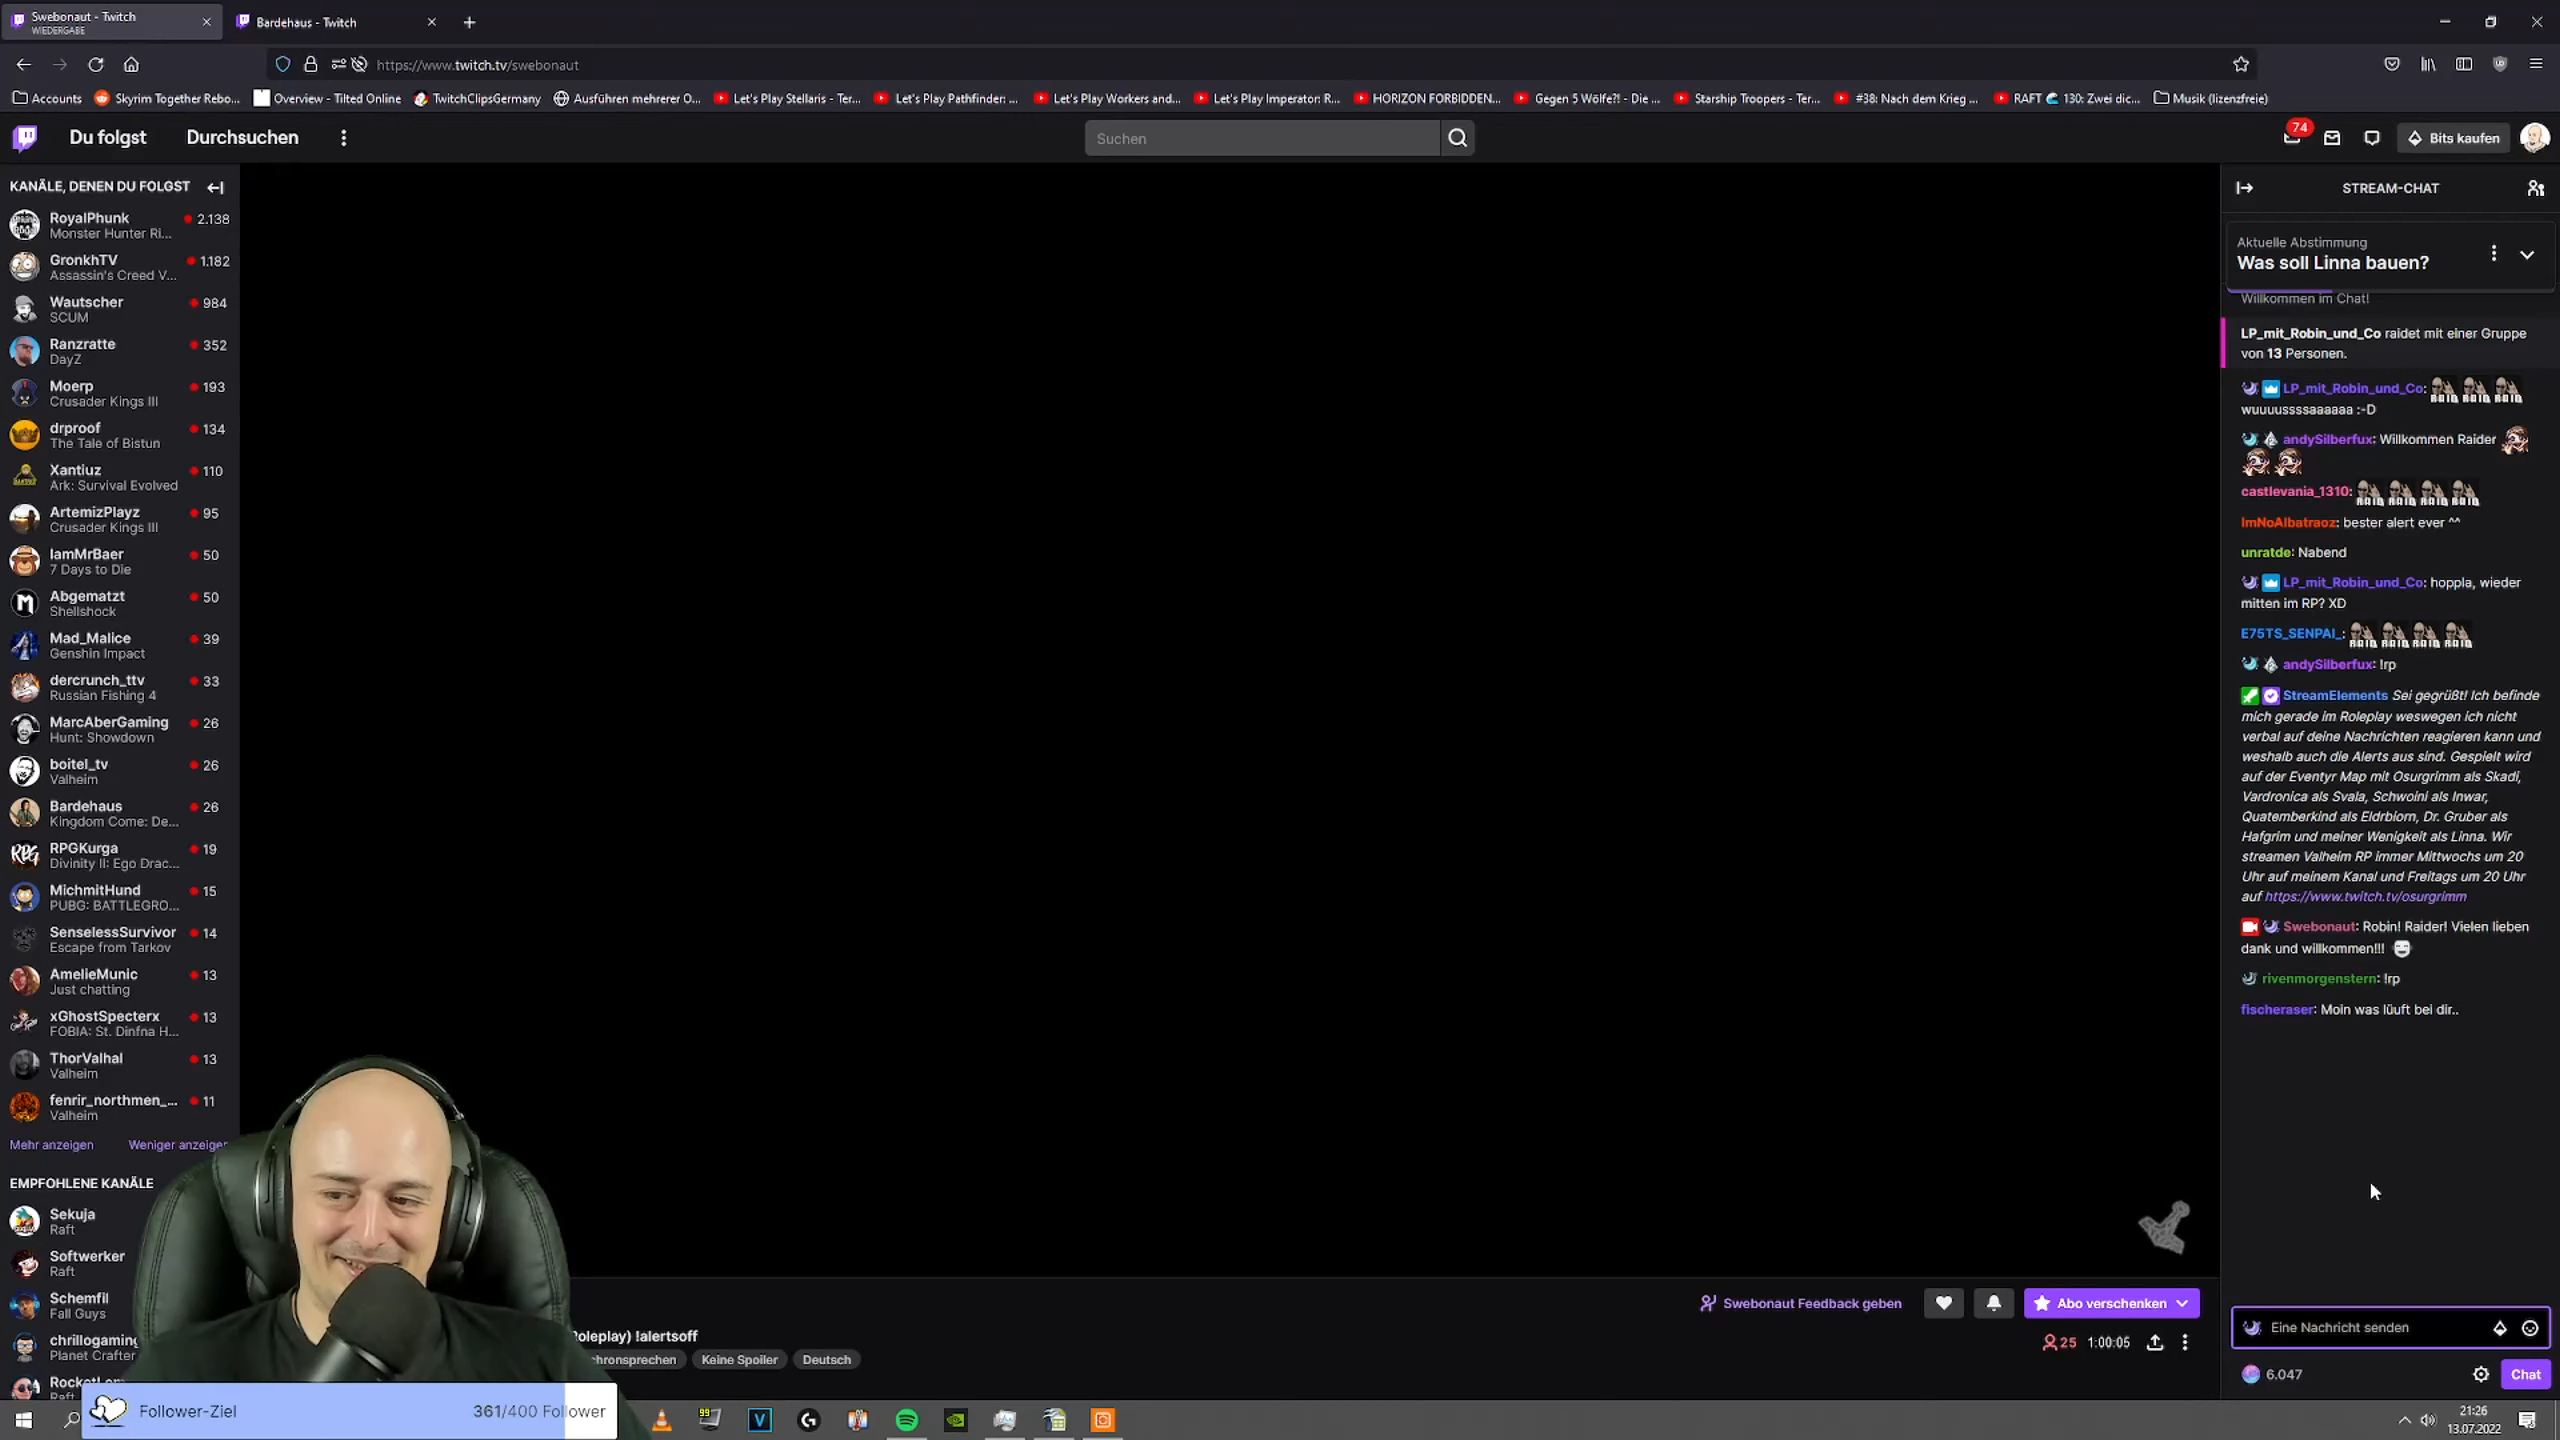 Swebonaut - Twitch
WIEDERGABE
Bardehaus - Twitch
https://www.twitch.tv/swebonaut
Accounts
Skyrim Together Rebo...
Overview - Tilted Online
TwitchClipsGermany
Ausführen mehrerer O...
Let's Play Stellaris - Ter...
Let's Play Pathfinder: ...
Let's Play Workers and...
Let's Play Imperator: R...
HORIZON FORBIDDEN...
Gegen 5 Wölfe?! - Die ...
Starship Troopers - Ter...
#38: Nach dem Krieg ...
RAFT 130: Zwei dic...
Musik (lizenzfreie)
Du folgst
Durchsuchen
Suchen
74
Bits kaufen
KANÄLE, DENEN DU FOLGST
RoyalPhunk 2.138
Monster Hunter Ri...
GronkhTV 1.182
Assassin's Creed V...
Wautscher 984
SCUM
Ranzratte 352
DayZ
Moerp 193
Crusader Kings III
drproof 134
The Tale of Bistun
Xantiuz 110
Ark: Survival Evolved
ArtemizPlayz 95
Crusader Kings III
IamMrBaer 50
7 Days to Die
Abgematzt 50
Shellshock
Mad_Malice 39
Genshin Impact
dercrunch_ttv 33
Russian Fishing 4
MarcAberGaming 26
Hunt: Showdown
boitel_tv 26
Valheim
Bardehaus 26
Kingdom Come: De...
RPGKurga 19
Divinity II: Ego Drac...
MichmitHund 15
PUBG: BATTLEGRO...
SenselessSurvivor 14
Escape from Tarkov
AmelieMunic 13
Just chatting
xGhostSpecterx 13
FOBIA: St. Dinfna H...
ThorValhal 13
Valheim
fenrir_northmen_... 11
Valheim
Mehr anzeigen
Weniger anzeigen
EMPFOHLENE KANÄLE
Sekuja
Raft
Softwerker
Raft
Schemfil
Fall Guys
chrillogaming
Planet Crafter
Raft
Follower-Ziel
361/400 Follower
Roleplay) !alertsoff
chronsprechen
Keine Spoiler
Deutsch
Swebonaut Feedback geben
Abo verschenken
25
1:00:05
STREAM-CHAT
Aktuelle Abstimmung
Was soll Linna bauen?
Willkommen im Chat!
LP_mit_Robin_und_Co raidet mit einer Gruppe
von 13 Personen.
LP_mit_Robin_und_Co: RAID RAID RAID
wuuuussssaaaaaa :-D
andySilberfux: Willkommen Raider
castlevania_1310: RAID RAID RAID RAID
ImNoAlbatraoz: bester alert ever ^^
unratde: Nabend
LP_mit_Robin_und_Co: hoppla, wieder
mitten im RP? XD
E75TS_SENPAI_: RAID RAID RAID RAID
andySilberfux: !rp
StreamElements Sei gegrüßt! Ich befinde
mich gerade im Roleplay weswegen ich nicht
verbal auf deine Nachrichten reagieren kann und
weshalb auch die Alerts aus sind. Gespielt wird
auf der Eventyr Map mit Osurgrimm als Skadi,
Vardronica als Svala, Schwoini als Inwar,
Quatemberkind als Eldrbiorn, Dr. Gruber als
Hafgrim und meiner Wenigkeit als Linna. Wir
streamen Valheim RP immer Mittwochs um 20
Uhr auf meinem Kanal und Freitags um 20 Uhr
auf https://www.twitch.tv/osurgrimm
Swebonaut: Robin! Raider! Vielen lieben
dank und willkommen!!!
rivenmorgenstern: !rp
fischeraser: Moin was lüuft bei dir..
Eine Nachricht senden
6.047
Chat
99
21:26
13.07.2022